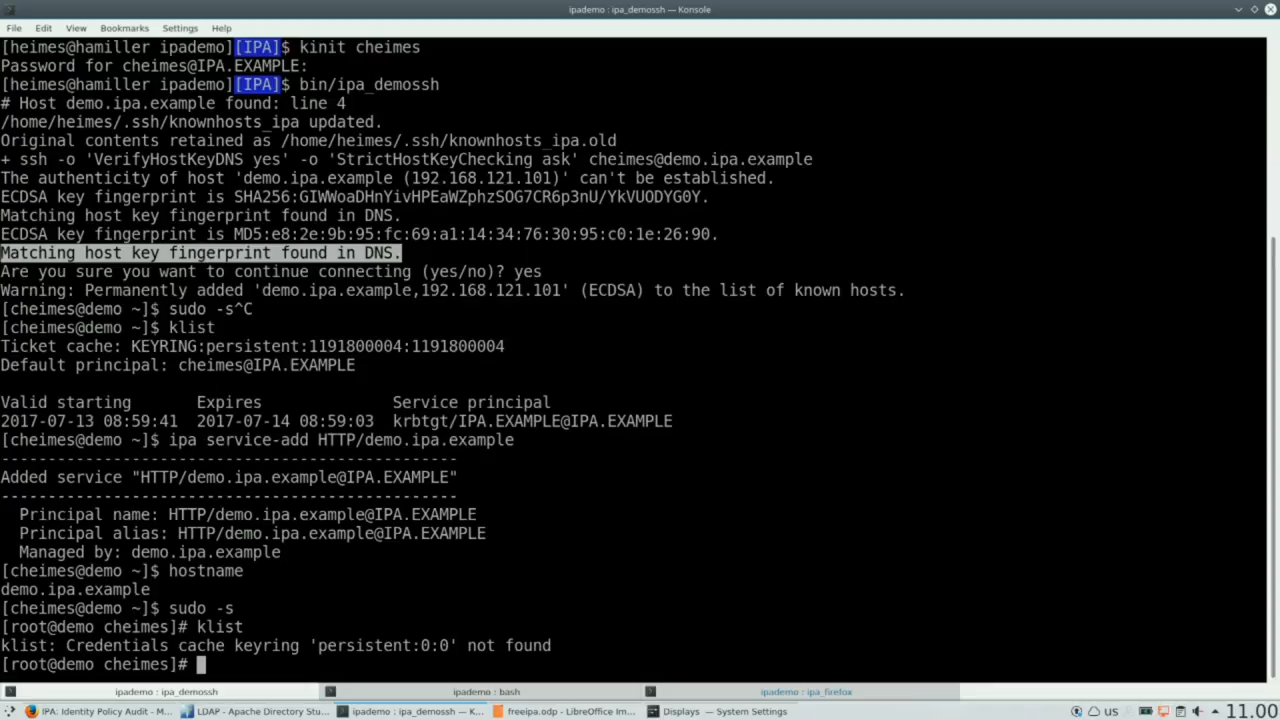 ipademo : ipa_demossh — Konsole
File Edit View Bookmarks Settings Help
[heimes@hamiller ipademo][IPA]$ kinit cheimes
Password for cheimes@IPA.EXAMPLE:
[heimes@hamiller ipademo][IPA]$ bin/ipa_demossh
# Host demo.ipa.example found: line 4
/home/heimes/.ssh/knownhosts_ipa updated.
Original contents retained as /home/heimes/.ssh/knownhosts_ipa.old
+ ssh -o 'VerifyHostKeyDNS yes' -o 'StrictHostKeyChecking ask' cheimes@demo.ipa.example
The authenticity of host 'demo.ipa.example (192.168.121.101)' can't be established.
ECDSA key fingerprint is SHA256:GIWWoaDHnYivHPEaWZphzSOG7CR6p3nU/YkVUODYG0Y.
Matching host key fingerprint found in DNS.
ECDSA key fingerprint is MD5:e8:2e:9b:95:fc:69:a1:14:34:76:30:95:c0:1e:26:90.
Matching host key fingerprint found in DNS.
Are you sure you want to continue connecting (yes/no)? yes
Warning: Permanently added 'demo.ipa.example,192.168.121.101' (ECDSA) to the list of known hosts.
[cheimes@demo ~]$ sudo -s^C
[cheimes@demo ~]$ klist
Ticket cache: KEYRING:persistent:1191800004:1191800004
Default principal: cheimes@IPA.EXAMPLE
Valid starting Expires Service principal
2017-07-13 08:59:41 2017-07-14 08:59:03 krbtgt/IPA.EXAMPLE@IPA.EXAMPLE
[cheimes@demo ~]$ ipa service-add HTTP/demo.ipa.example
-------------------------------------------------
Added service "HTTP/demo.ipa.example@IPA.EXAMPLE"
-------------------------------------------------
Principal name: HTTP/demo.ipa.example@IPA.EXAMPLE
Principal alias: HTTP/demo.ipa.example@IPA.EXAMPLE
Managed by: demo.ipa.example
[cheimes@demo ~]$ hostname
demo.ipa.example
[cheimes@demo ~]$ sudo -s
[root@demo cheimes]# klist
klist: Credentials cache keyring 'persistent:0:0' not found
[root@demo cheimes]#
ipademo : ipa_demossh ipademo : bash ipademo : ipa_firefox
IPA: Identity Policy Audit - M... LDAP - Apache Directory Stu... ipademo : ipa_demossh — K... freeipa.odp - LibreOffice Im... Displays — System Settings us 11.00